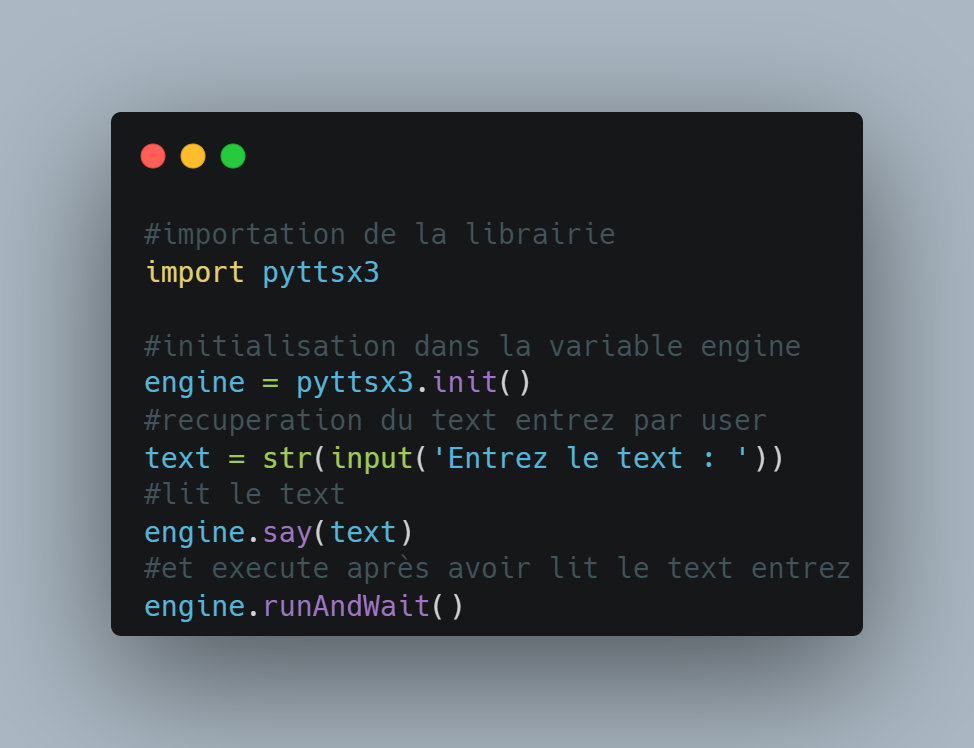 #importation de la librairie
import pyttsx3
#initialisation dans la variable engine
engine = pyttsx3.init()
#recuperation du text entrez par user
text = str(input('Entrez le text : '))
#lit le text
engine.say(text)
#et execute après avoir lit le text entrez
engine.runAndWait()